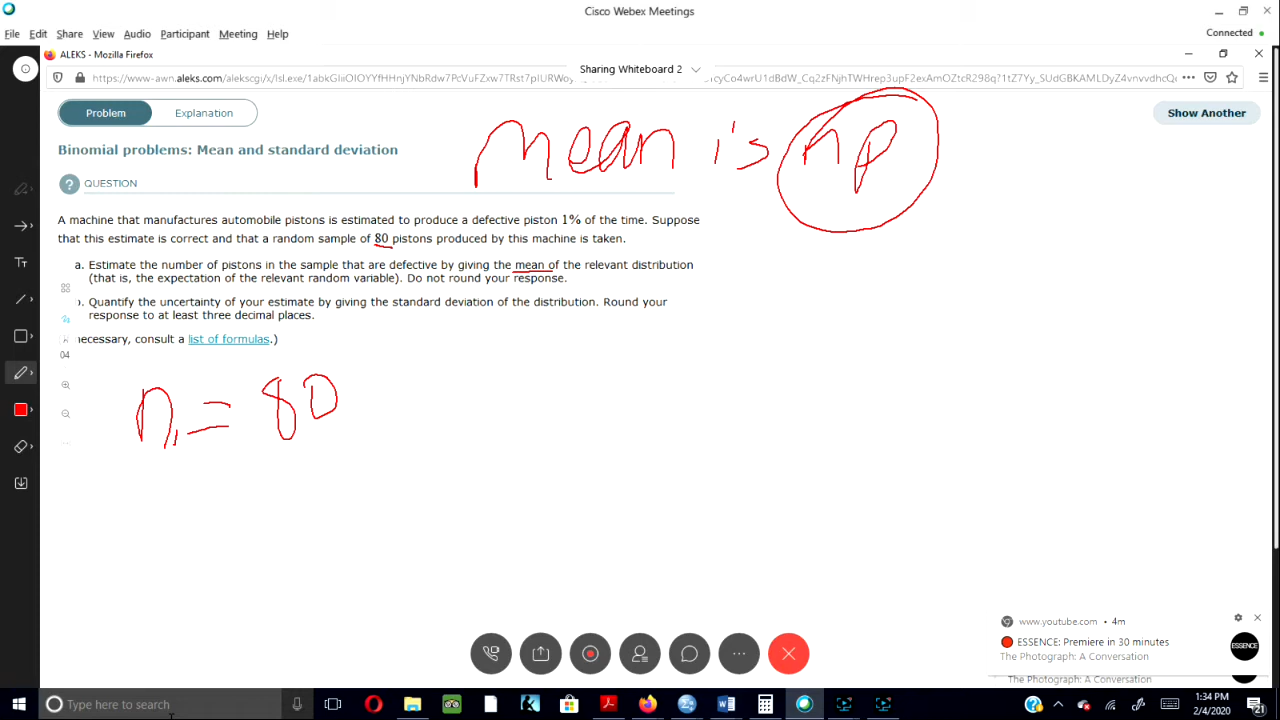 Cisco Webex Meetings
File Edit Share View Audio Participant Meeting Help
Connected
ALEKS - Mozilla Firefox
Sharing Whiteboard 2
Problem
Explanation
Show Another
mean is np
Binomial problems: Mean and standard deviation
? QUESTION
A machine that manufactures automobile pistons is estimated to produce a defective piston 1% of the time. Suppose
that this estimate is correct and that a random sample of 80 pistons produced by this machine is taken.
a. Estimate the number of pistons in the sample that are defective by giving the mean of the relevant distribution
(that is, the expectation of the relevant random variable). Do not round your response.
Quantify the uncertainty of your estimate by giving the standard deviation of the distribution. Round your
response to at least three decimal places.
necessary, consult a list of formulas.)
04
n = 80
www.youtube.com • 4m
ESSENCE: Premiere in 30 minutes
The Photograph: A Conversation
ESSENCE
The Photograph: A Conversation
Type here to search
1:34 PM
2/4/2020
21